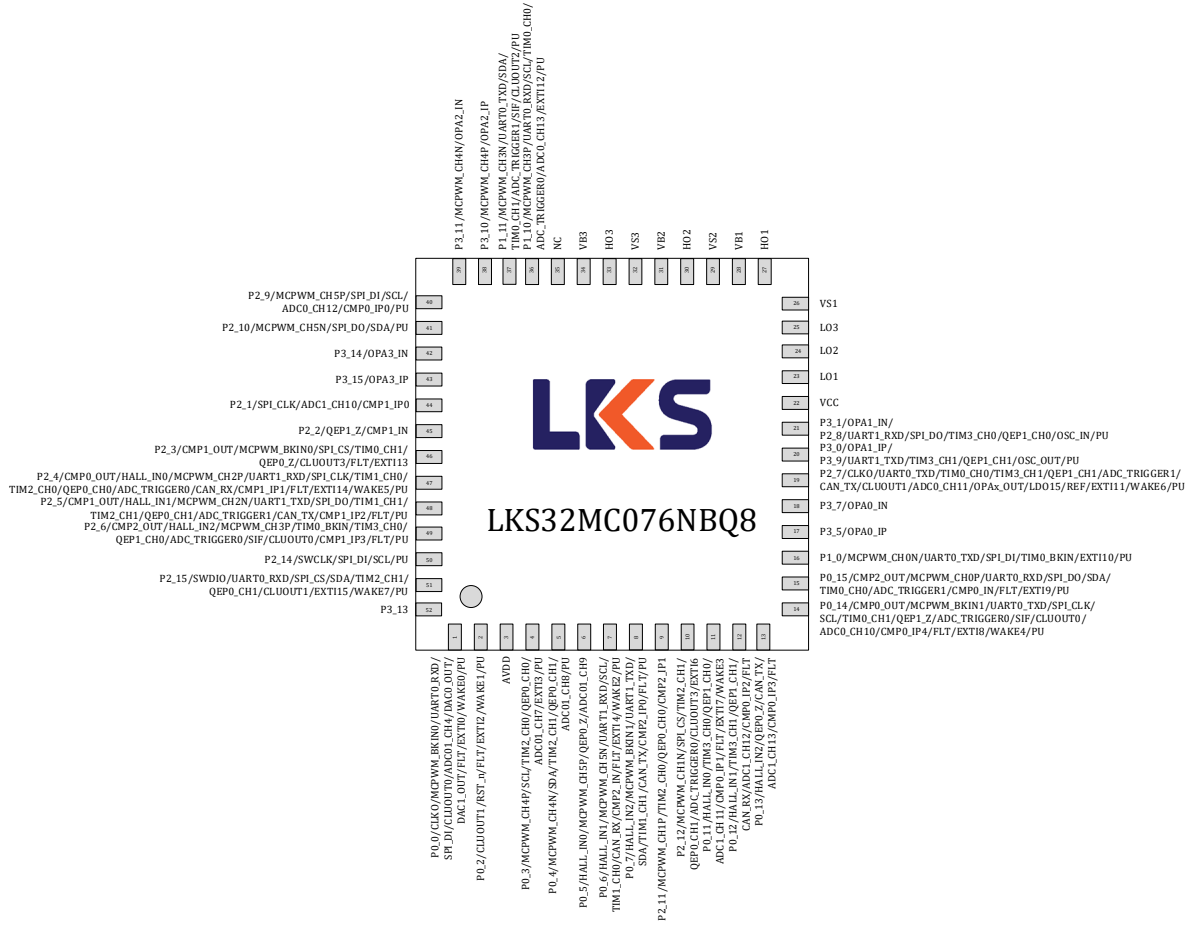 P3_11/MCPWM_CH4N/OPA2_IN
P3_10/MCPWM_CH4P/OPA2_IP
P1_11/MCPWM_CH3N/UART0_TXD/SDA/
TIM0_CH1/ADC_TRIGGER1/SIF/CLUOUT2/PU
P1_10/MCPWM_CH3P/UART0_RXD/SCL/TIM0_CH0/
ADC_TRIGGER0/ADC0_CH13/EXTI12/PU
NC
VB3
HO3
VS3
VB2
HO2
VS2
VB1
HO1
39
38
37
36
35
34
33
32
31
30
29
28
27
P2_9/MCPWM_CH5P/SPI_DI/SCL/
ADC0_CH12/CMP0_IP0/PU
40
P2_10/MCPWM_CH5N/SPI_DO/SDA/PU
41
P3_14/OPA3_IN
42
P3_15/OPA3_IP
43
P2_1/SPI_CLK/ADC1_CH10/CMP1_IP0
44
P2_2/QEP1_Z/CMP1_IN
45
P2_3/CMP1_OUT/MCPWM_BKIN0/SPI_CS/TIM0_CH1/
QEP0_Z/CLUOUT3/FLT/EXTI13
46
P2_4/CMP0_OUT/HALL_IN0/MCPWM_CH2P/UART1_RXD/SPI_CLK/TIM1_CH0/
TIM2_CH0/QEP0_CH0/ADC_TRIGGER0/CAN_RX/CMP1_IP1/FLT/EXTI14/WAKE5/PU
47
P2_5/CMP1_OUT/HALL_IN1/MCPWM_CH2N/UART1_TXD/SPI_DO/TIM1_CH1/
TIM2_CH1/QEP0_CH1/ADC_TRIGGER1/CAN_TX/CMP1_IP2/FLT/PU
48
P2_6/CMP2_OUT/HALL_IN2/MCPWM_CH3P/TIM0_BKIN/TIM3_CH0/
QEP1_CH0/ADC_TRIGGER0/SIF/CLUOUT0/CMP1_IP3/FLT/PU
49
P2_14/SWCLK/SPI_DI/SCL/PU
50
P2_15/SWDIO/UART0_RXD/SPI_CS/SDA/TIM2_CH1/
QEP0_CH1/CLUOUT1/EXTI15/WAKE7/PU
51
P3_13
52
LKS
LKS32MC076NBQ8
26
VS1
25
LO3
24
LO2
23
LO1
22
VCC
21
P3_1/OPA1_IN/
P2_8/UART1_RXD/SPI_DO/TIM3_CH0/QEP1_CH0/OSC_IN/PU
20
P3_0/OPA1_IP/
P3_9/UART1_TXD/TIM3_CH1/QEP1_CH1/OSC_OUT/PU
19
P2_7/CLKO/UART0_TXD/TIM0_CH0/TIM3_CH1/QEP1_CH1/ADC_TRIGGER1/
CAN_TX/CLUOUT1/ADC0_CH11/OPAx_OUT/LDO15/REF/EXTI11/WAKE6/PU
18
P3_7/OPA0_IN
17
P3_5/OPA0_IP
16
P1_0/MCPWM_CH0N/UART0_TXD/SPI_DI/TIM0_BKIN/EXTI10/PU
15
P0_15/CMP2_OUT/MCPWM_CH0P/UART0_RXD/SPI_DO/SDA/
TIM0_CH0/ADC_TRIGGER1/CMP0_IN/FLT/EXTI9/PU
14
P0_14/CMP0_OUT/MCPWM_BKIN1/UART0_TXD/SPI_CLK/
SCL/TIM0_CH1/QEP1_Z/ADC_TRIGGER0/SIF/CLUOUT0/
ADC0_CH10/CMP0_IP4/FLT/EXTI8/WAKE4/PU
1
2
3
4
5
6
7
8
9
10
11
12
13
P0_0/CLKO/MCPWM_BKIN0/UART0_RXD/
SPI_DI/CLUOUT0/ADC01_CH4/DAC0_OUT/
DAC1_OUT/FLT/EXTI0/WAKE0/PU
P0_2/CLUOUT1/RST_n/FLT/EXTI2/WAKE1/PU
AVDD
P0_3/MCPWM_CH4P/SCL/TIM2_CH0/QEP0_CH0/
ADC01_CH7/EXTI3/PU
P0_4/MCPWM_CH4N/SDA/TIM2_CH1/QEP0_CH1/
ADC01_CH8/PU
P0_5/HALL_IN0/MCPWM_CH5P/QEP0_Z/ADC01_CH9
P0_6/HALL_IN1/MCPWM_CH5N/UART1_RXD/SCL/
TIM1_CH0/CAN_RX/CMP2_IN/FLT/EXTI4/WAKE2/PU
P0_7/HALL_IN2/MCPWM_BKIN1/UART1_TXD/
SDA/TIM1_CH1/CAN_TX/CMP2_IP0/FLT/PU
P2_11/MCPWM_CH1P/TIM2_CH0/QEP0_CH0/CMP2_IP1
P2_12/MCPWM_CH1N/SPI_CS/TIM2_CH1/
QEP0_CH1/ADC_TRIGGER0/CLUOUT3/EXTI6
P0_11/HALL_IN0/TIM3_CH0/QEP1_CH0/
ADC1_CH11/CMP0_IP1/FLT/EXTI7/WAKE3
P0_12/HALL_IN1/TIM3_CH1/QEP1_CH1/
CAN_RX/ADC1_CH12/CMP0_IP2/FLT
P0_13/HALL_IN2/QEP0_Z/CAN_TX/
ADC1_CH13/CMP0_IP3/FLT